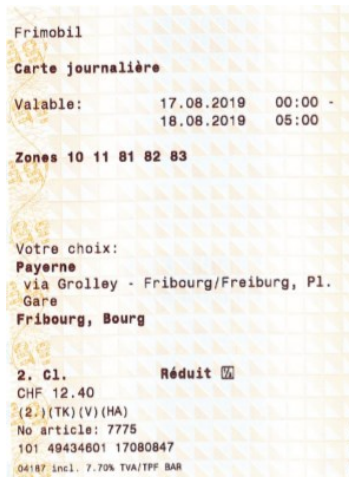 Frimobil
Carte journalière
Valable: 17.08.2019 00:00 -
18.08.2019 05:00
Zones 10 11 81 82 83
Votre choix:
Payerne
via Grolley - Fribourg/Freiburg, Pl.
Gare
Fribourg, Bourg
2. Cl. Réduit ½
CHF 12.40
(2.)(TK)(V)(HA)
No article: 7775
101 49434601 17080847
04187 incl. 7.70% TVA/TPF BAR